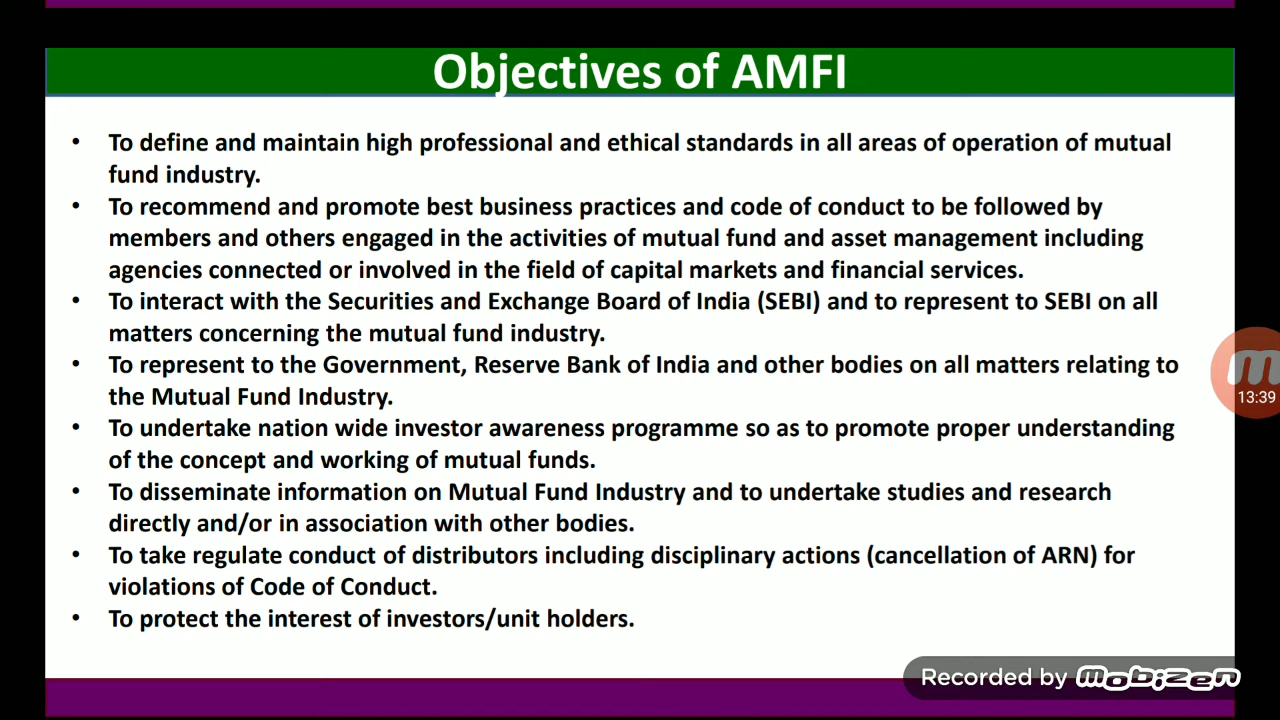 Objectives of AMFI
• To define and maintain high professional and ethical standards in all areas of operation of mutual
fund industry.
• To recommend and promote best business practices and code of conduct to be followed by
members and others engaged in the activities of mutual fund and asset management including
agencies connected or involved in the field of capital markets and financial services.
• To interact with the Securities and Exchange Board of India (SEBI) and to represent to SEBI on all
matters concerning the mutual fund industry.
• To represent to the Government, Reserve Bank of India and other bodies on all matters relating to
the Mutual Fund Industry.
• To undertake nation wide investor awareness programme so as to promote proper understanding
of the concept and working of mutual funds.
• To disseminate information on Mutual Fund Industry and to undertake studies and research
directly and/or in association with other bodies.
• To take regulate conduct of distributors including disciplinary actions (cancellation of ARN) for
violations of Code of Conduct.
• To protect the interest of investors/unit holders.
13:39
Recorded by mobizen